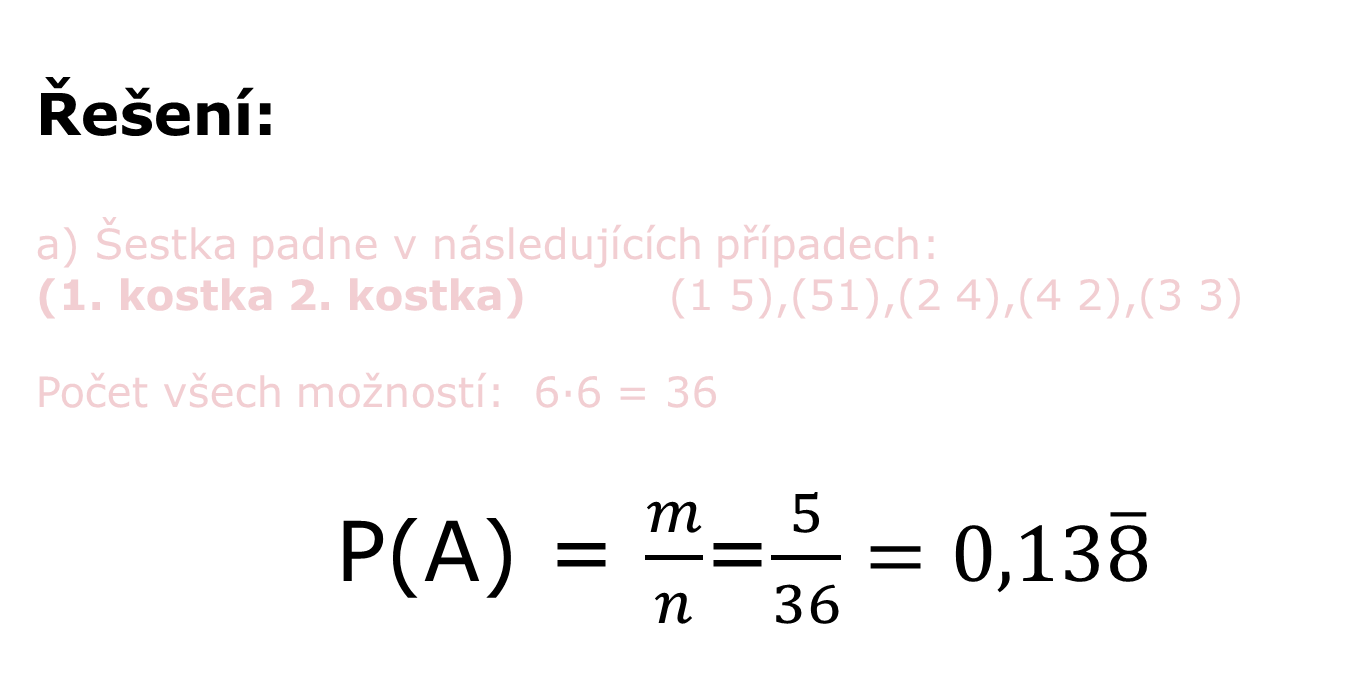 Řešení:
a) Šestka padne v následujících případech:
(1. kostka 2. kostka) (1 5),(51),(2 4),(4 2),(3 3)
Počet všech možností: 6·6 = 36
P(A) = m/n=5/36 = 0,138̅